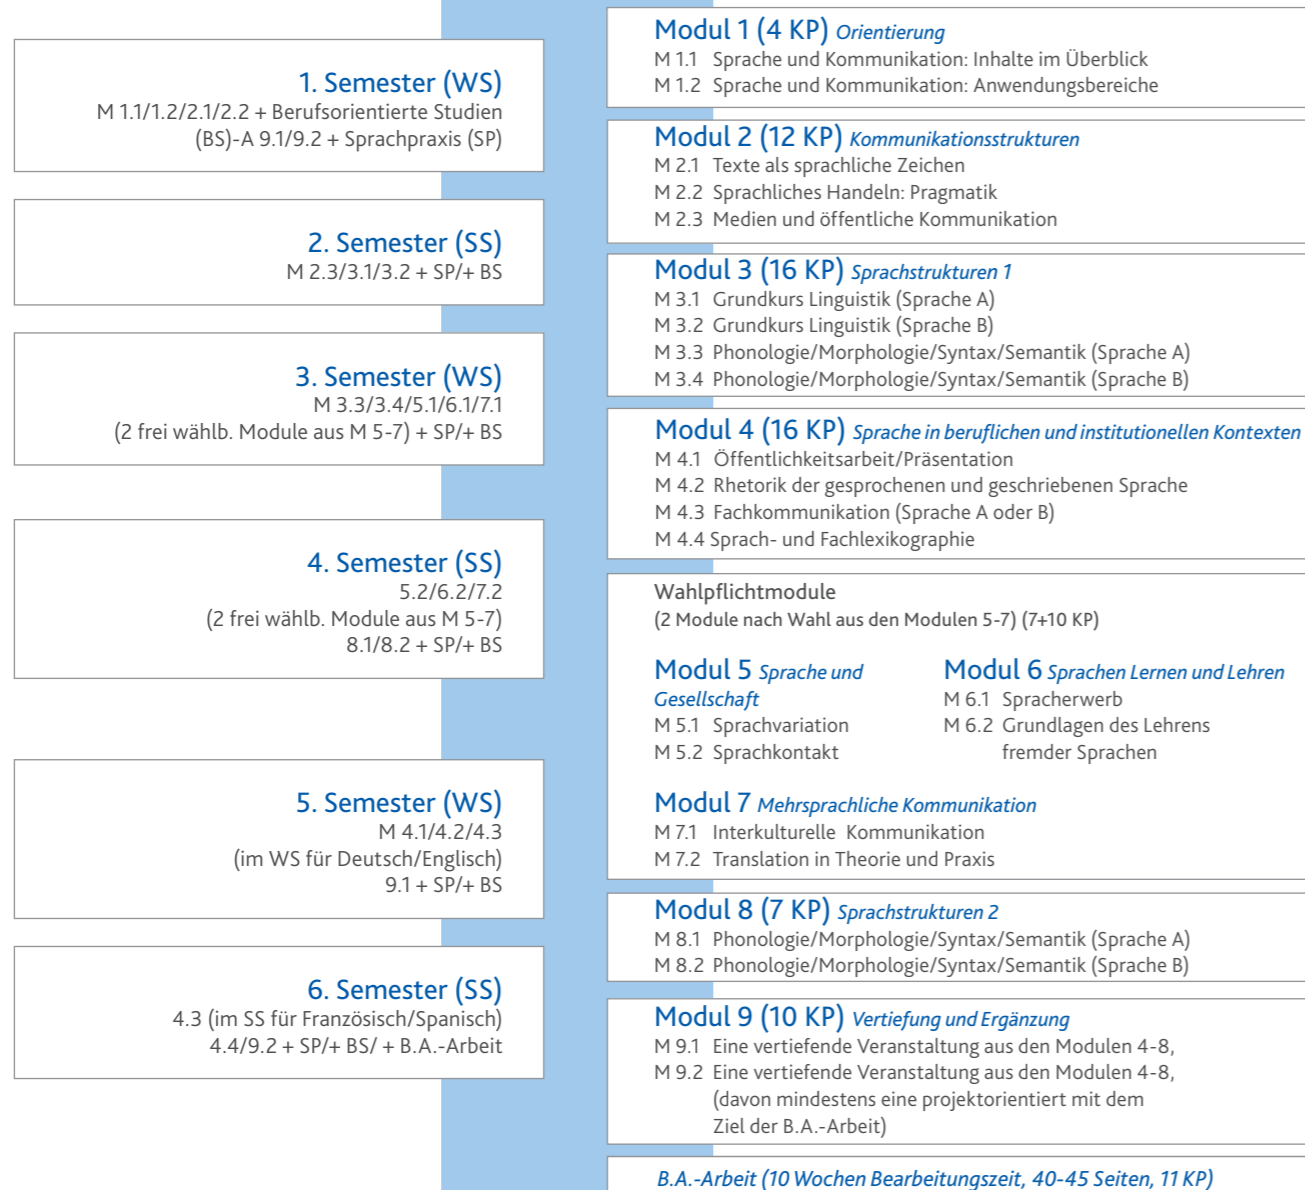 1. Semester (WS)
M 1.1/1.2/2.1/2.2 + Berufsorientierte Studien
(BS)-A 9.1/9.2 + Sprachpraxis (SP)
2. Semester (SS)
M 2.3/3.1/3.2 + SP/+ BS
3. Semester (WS)
M 3.3/3.4/5.1/6.1/7.1
(2 frei wählb. Module aus M 5-7) + SP/+ BS
4. Semester (SS)
5.2/6.2/7.2
(2 frei wählb. Module aus M 5-7)
8.1/8.2 + SP/+ BS
5. Semester (WS)
M 4.1/4.2/4.3
(im WS für Deutsch/Englisch)
9.1 + SP/+ BS
6. Semester (SS)
4.3 (im SS für Französisch/Spanisch)
4.4/9.2 + SP/+ BS/ + B.A.-Arbeit
Modul 1 (4 KP) Orientierung
M 1.1 Sprache und Kommunikation: Inhalte im Überblick
M 1.2 Sprache und Kommunikation: Anwendungsbereiche
Modul 2 (12 KP) Kommunikationsstrukturen
M 2.1 Texte als sprachliche Zeichen
M 2.2 Sprachliches Handeln: Pragmatik
M 2.3 Medien und öffentliche Kommunikation
Modul 3 (16 KP) Sprachstrukturen 1
M 3.1 Grundkurs Linguistik (Sprache A)
M 3.2 Grundkurs Linguistik (Sprache B)
M 3.3 Phonologie/Morphologie/Syntax/Semantik (Sprache A)
M 3.4 Phonologie/Morphologie/Syntax/Semantik (Sprache B)
Modul 4 (16 KP) Sprache in beruflichen und institutionellen Kontexten
M 4.1 Öffentlichkeitsarbeit/Präsentation
M 4.2 Rhetorik der gesprochenen und geschriebenen Sprache
M 4.3 Fachkommunikation (Sprache A oder B)
M 4.4 Sprach- und Fachlexikographie
Wahlpflichtmodule
(2 Module nach Wahl aus den Modulen 5-7) (7+10 KP)
Modul 5 Sprache und
Gesellschaft
M 5.1 Sprachvariation
M 5.2 Sprachkontakt
Modul 6 Sprachen Lernen und Lehren
M 6.1 Spracherwerb
M 6.2 Grundlagen des Lehrens
fremder Sprachen
Modul 7 Mehrsprachliche Kommunikation
M 7.1 Interkulturelle Kommunikation
M 7.2 Translation in Theorie und Praxis
Modul 8 (7 KP) Sprachstrukturen 2
M 8.1 Phonologie/Morphologie/Syntax/Semantik (Sprache A)
M 8.2 Phonologie/Morphologie/Syntax/Semantik (Sprache B)
Modul 9 (10 KP) Vertiefung und Ergänzung
M 9.1 Eine vertiefende Veranstaltung aus den Modulen 4-8,
M 9.2 Eine vertiefende Veranstaltung aus den Modulen 4-8,
(davon mindestens eine projektorientiert mit dem
Ziel der B.A.-Arbeit)
B.A.-Arbeit (10 Wochen Bearbeitungszeit, 40-45 Seiten, 11 KP)